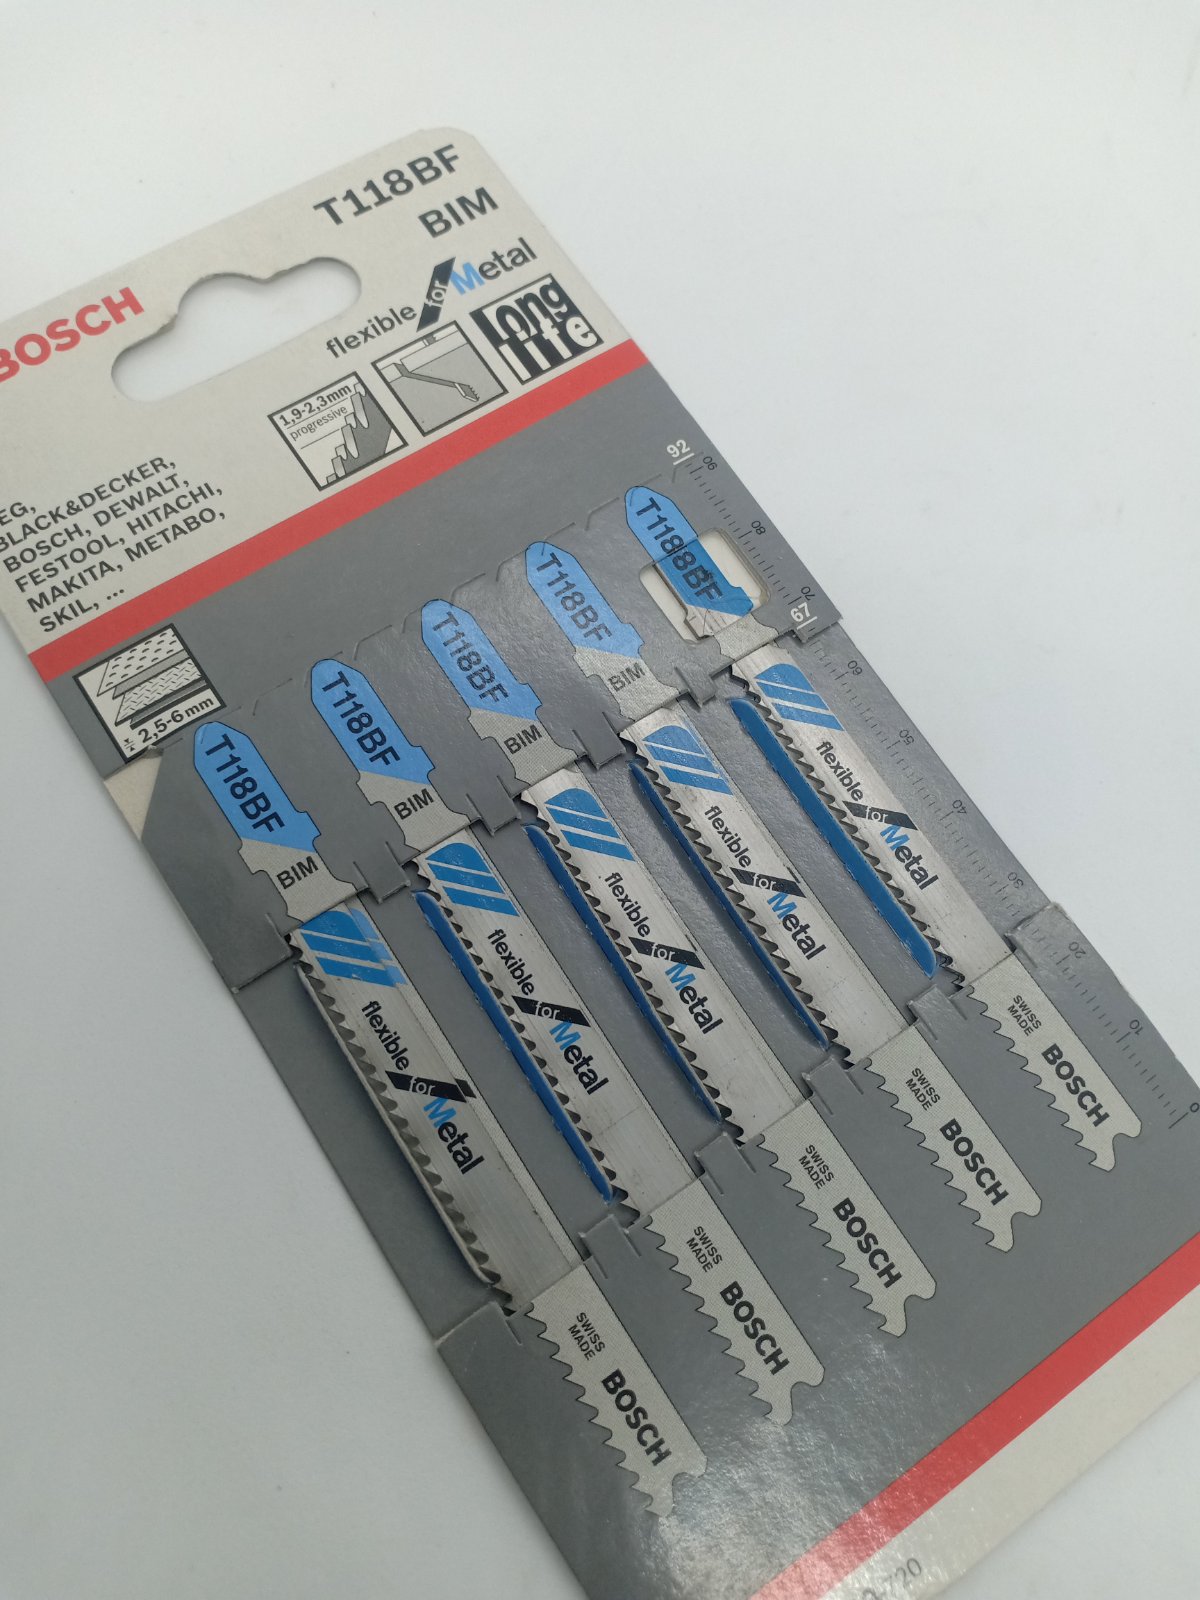 BOSCH
T118BF
BIM
flexible for Metal
long
life
1,9-2,3mm
progressive
BLACK&DECKER,
BOSCH, DEWALT,
FESTOOL, HITACHI,
MAKITA, METABO,
SKIL, ...
2,5-6mm
92
90
80
70
67
60
50
40
30
20
10
0
T118BF
BIM
flexible for Metal
SWISS
MADE
BOSCH
T118BF
BIM
flexible for Metal
SWISS
MADE
BOSCH
T118BF
BIM
flexible for Metal
SWISS
MADE
BOSCH
T118BF
BIM
flexible for Metal
SWISS
MADE
BOSCH
T118BF
flexible for Metal
SWISS
MADE
BOSCH